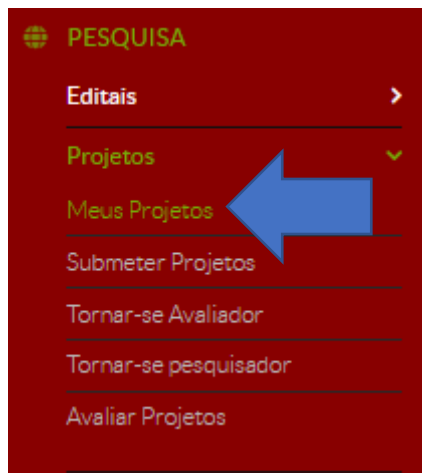 PESQUISA
Editais
Projetos
Meus Projetos
Submeter Projetos
Tornar-se Avaliador
Tornar-se pesquisador
Avaliar Projetos